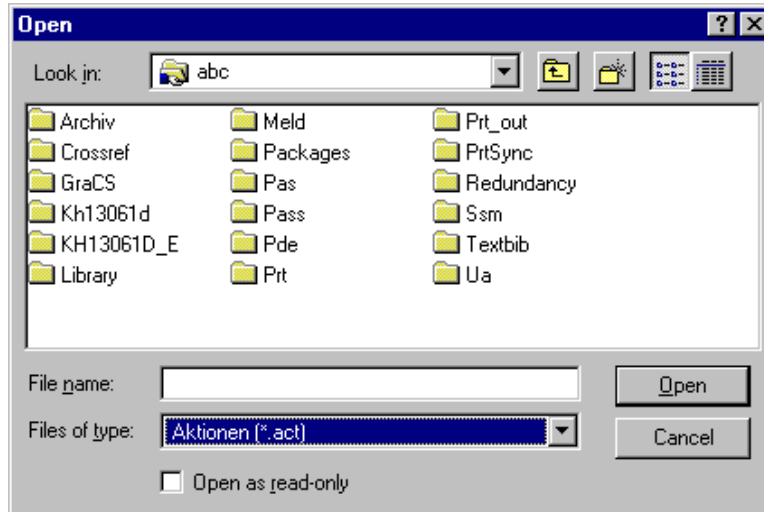 Open
Look in: abc
Archiv Meld Prt_out
Crossref Packages PrtSync
GraCS Pas Redundancy
Kh13061d Pass Ssm
KH13061D_E Pde Textbib
Library Prt Ua
File name: Open
Files of type: Aktionen (*.act) Cancel
Open as read-only